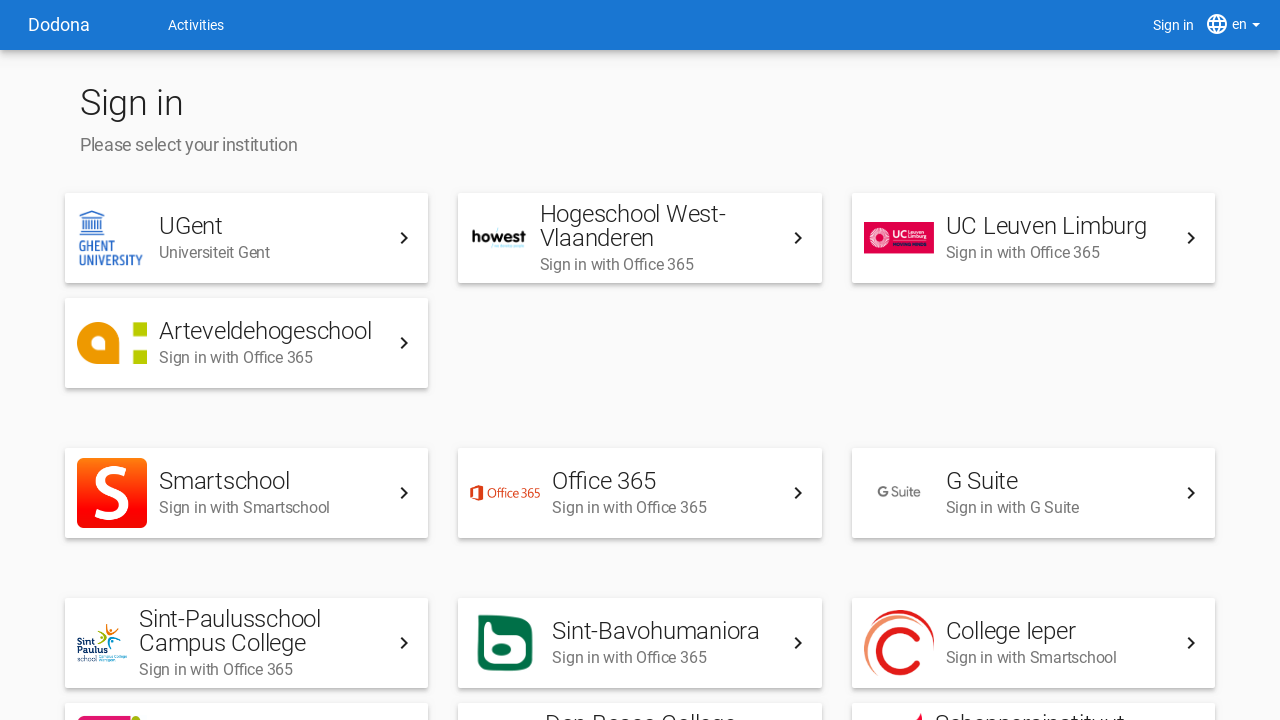 Dodona
Activities
Sign in
en
Sign in
Please select your institution
GHENT
UNIVERSITY
UGent
Universiteit Gent
howest
Hogeschool West-
Vlaanderen
Sign in with Office 365
UC Leuven
Limburg
UC Leuven Limburg
Sign in with Office 365
Arteveldehogeschool
Sign in with Office 365
S
Smartschool
Sign in with Smartschool
Office 365
Office 365
Sign in with Office 365
G Suite
G Suite
Sign in with G Suite
Sint
Paulus
school
Sint-Paulusschool
Campus College
Sign in with Office 365
b
Sint-Bavohumaniora
Sign in with Office 365
College Ieper
Sign in with Smartschool
Don Bosco College
Scheppersinstituut